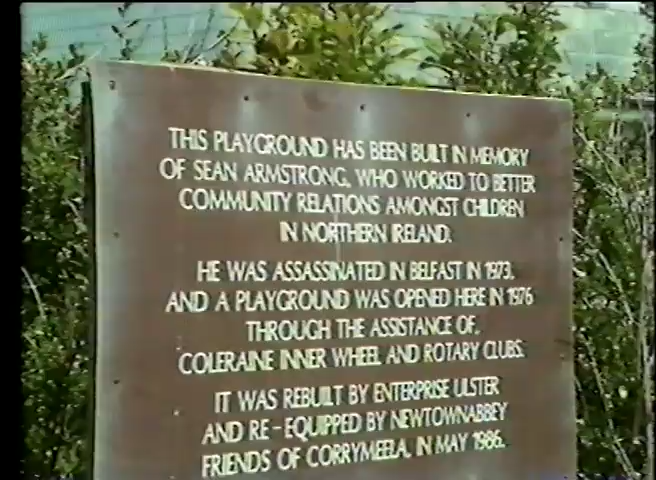 THIS PLAYGROUND HAS BEEN BUILT IN MEMORY
OF SEAN ARMSTRONG, WHO WORKED TO BETTER
COMMUNITY RELATIONS AMONGST CHILDREN
IN NORTHERN IRELAND.
HE WAS ASSASSINATED IN BELFAST IN 1973,
AND A PLAYGROUND WAS OPENED HERE IN 1976
THROUGH THE ASSISTANCE OF,
COLERAINE INNER WHEEL AND ROTARY CLUBS.
IT WAS REBUILT BY ENTERPRISE ULSTER
AND RE-EQUIPPED BY NEWTOWNABBEY
FRIENDS OF CORRYMEELA, IN MAY 1986.